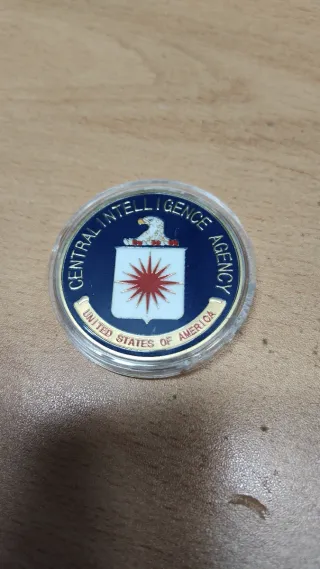 CENTRAL INTELLIGENCE AGENCY
UNITED STATES OF AMERICA